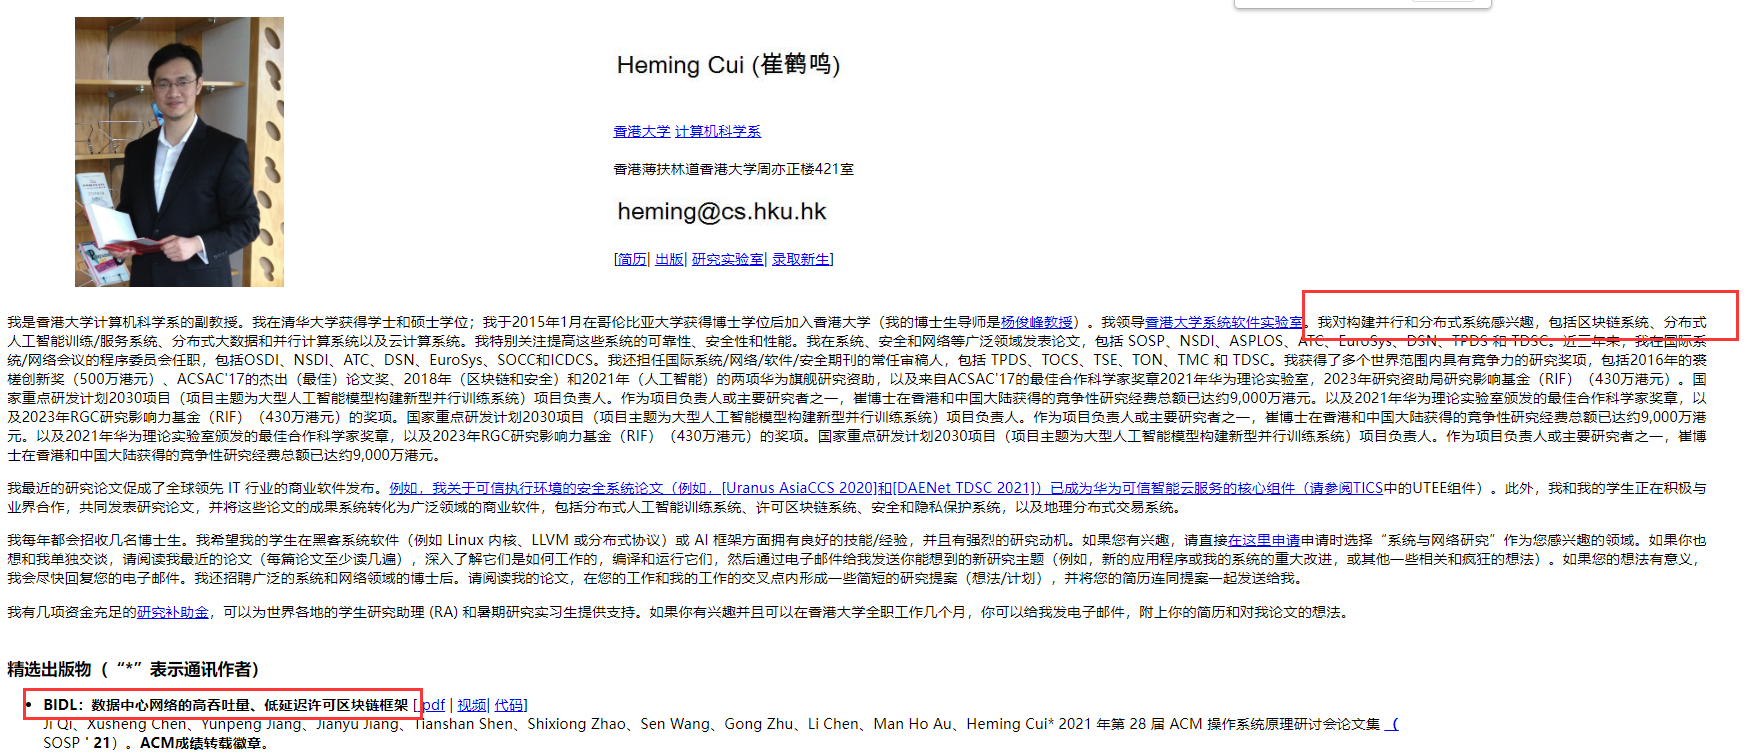 Heming Cui (崔鹤鸣)
香港大学 计算机科学系
香港薄扶林道香港大学周亦正楼421室
heming@cs.hku.hk
[简历| 出版| 研究实验室| 录取新生]
我是香港大学计算机科学系的副教授。我在清华大学获得学士和硕士学位；我于2015年1月在哥伦比亚大学获得博士学位后加入香港大学（我的博士生导师是杨俊峰教授）。我领导香港大学系统软件实验室。我对构建并行和分布式系统感兴趣，包括区块链系统、分布式
人工智能训练/服务系统、分布式大数据和并行计算系统以及云计算系统。我特别关注提高这些系统的可靠性、安全性和性能。我在系统、安全和网络等广泛领域发表论文，包括 SOSP、NSDI、ASPLOS、ATC、EuroSys、DSN、TPDS 和 TDSC。近三年来，我在国际系
统/网络会议的程序委员会任职，包括OSDI、NSDI、ATC、DSN、EuroSys、SOCC和ICDCS。我还担任国际系统/网络/软件/安全期刊的常任审稿人，包括 TPDS、TOCS、TSE、TON、TMC 和 TDSC。我获得了多个世界范围内具有竞争力的研究奖项，包括2016年的裘
槎创新奖（500万港元）、ACSAC'17的杰出（最佳）论文奖、2018年（区块链和安全）和2021年（人工智能）的两项华为旗舰研究资助，以及来自ACSAC'17的最佳合作科学家奖章2021年华为理论实验室，2023年研究资助局研究影响基金（RIF）（430万港元）。国
家重点研发计划2030项目（项目主题为大型人工智能模型构建新型并行训练系统）项目负责人。作为项目负责人或主要研究者之一，崔博士在香港和中国大陆获得的竞争性研究经费总额已达约9,000万港元。以及2021年华为理论实验室颁发的最佳合作科学家奖章，以
及2023年RGC研究影响力基金（RIF）（430万港元）的奖项。国家重点研发计划2030项目（项目主题为大型人工智能模型构建新型并行训练系统）项目负责人。作为项目负责人或主要研究者之一，崔博士在香港和中国大陆获得的竞争性研究经费总额已达约9,000万港
元。以及2021年华为理论实验室颁发的最佳合作科学家奖章，以及2023年RGC研究影响力基金（RIF）（430万港元）的奖项。国家重点研发计划2030项目（项目主题为大型人工智能模型构建新型并行训练系统）项目负责人。作为项目负责人或主要研究者之一，崔博
士在香港和中国大陆获得的竞争性研究经费总额已达约9,000万港元。
我最近的研究论文促成了全球领先 IT 行业的商业软件发布。例如，我关于可信执行环境的安全系统论文（例如，[Uranus AsiaCCS 2020]和[DAENet TDSC 2021]）已成为华为可信智能云服务的核心组件（请参阅TICS中的UTEE组件）。此外，我和我的学生正在积极与
业界合作，共同发表研究论文，并将这些论文的成果系统转化为广泛领域的商业软件，包括分布式人工智能训练系统、许可区块链系统、安全和隐私保护系统，以及地理分布式交易系统。
我每年都会招收几名博士生。我希望我的学生在黑客系统软件（例如 Linux 内核、LLVM 或分布式协议）或 AI 框架方面拥有良好的技能/经验，并且有强烈的研究动机。如果您有兴趣，请直接在这里申请申请时选择“系统与网络研究”作为您感兴趣的领域。如果你也
想和我单独交谈，请阅读我最近的论文（每篇论文至少读几遍），深入了解它们是如何工作的，编译和运行它们，然后通过电子邮件给我发送你能想到的新研究主题（例如，新的应用程序或我的系统的重大改进，或其他一些相关和疯狂的想法）。如果您的想法有意义，
我会尽快回复您的电子邮件。我还招聘广泛的系统和网络领域的博士后。请阅读我的论文，在您的工作和我的工作的交叉点内形成一些简短的研究提案（想法/计划），并将您的简历连同提案一起发送给我。
我有几项资金充足的研究补助金，可以为世界各地的学生研究助理 (RA) 和暑期研究实习生提供支持。如果你有兴趣并且可以在香港大学全职工作几个月，你可以给我发电子邮件，附上你的简历和对我论文的想法。
精选出版物（“*”表示通讯作者）
• BIDL：数据中心网络的高吞吐量、低延迟许可区块链框架 [ pdf | 视频| 代码]
Ji Qi、Xusheng Chen、Yunpeng Jiang、Jianyu Jiang、Tianshan Shen、Shixiong Zhao、Sen Wang、Gong Zhu、Li Chen、Man Ho Au、Heming Cui* 2021 年第 28 届 ACM 操作系统原理研讨会论文集 （
SOSP ' 21）。ACM成绩转载徽章。